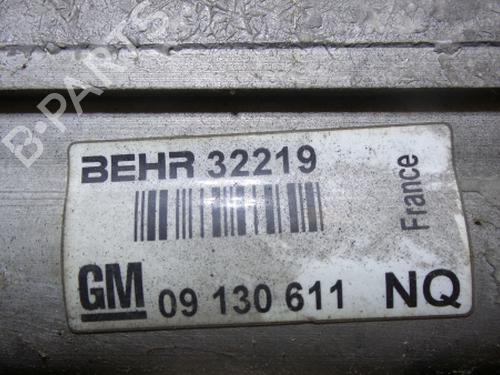 B-PARTS
BEHR 32219
France
GM 09 130 611 NQ